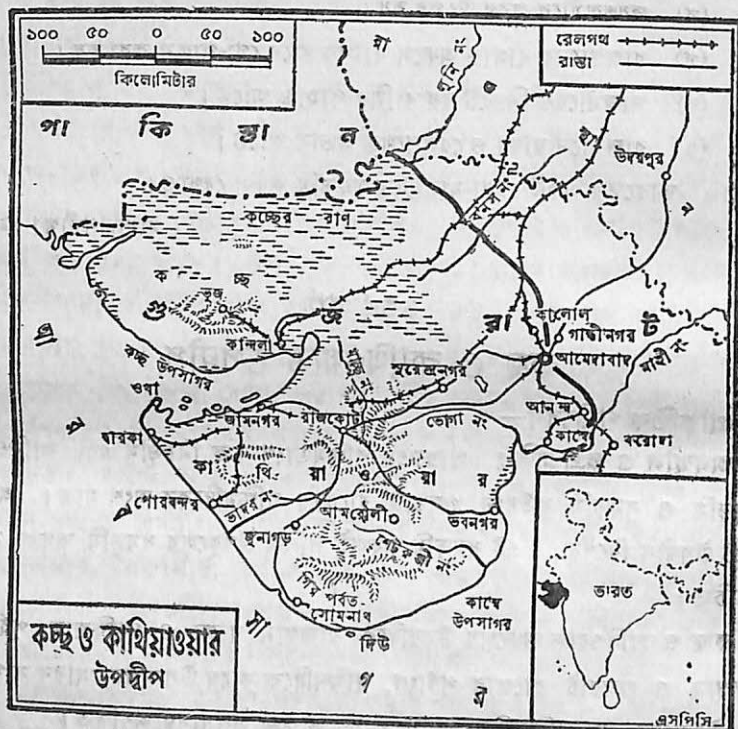 ১০০ ৫০ ০ ৫০ ১০০
কিলোমিটার
রেলপথ
রাস্তা
পা কি স্তা ন
রা
উদয়পুর
কচ্ছের রাণ
ক চ্ছ
ভুজ
গু জ রা ট
কান্দলা
কচ্ছ উপসাগর
কালোল
গান্ধীনগর
আমেদাবাদ
মাহী নং
সুরেন্দ্রনগর
ওখা
দ্বারকা
জামনগর
রাজকোট
ভোগা নং
আনন্দ
কাম্বে
বরোদা
কা থি য়া ও য়া র
পোরবন্দর
ভাদর নং
আমরেলী
ভবনগর
জুনাগড়
শেত্রুঞ্জী নং
গির পর্বত
সোমনাথ
দিউ
কাম্বে
উপসাগর
আ র ব সা গ র
কচ্ছ ও কাথিয়াওয়ার
উপদ্বীপ
ভারত
এসপিসি